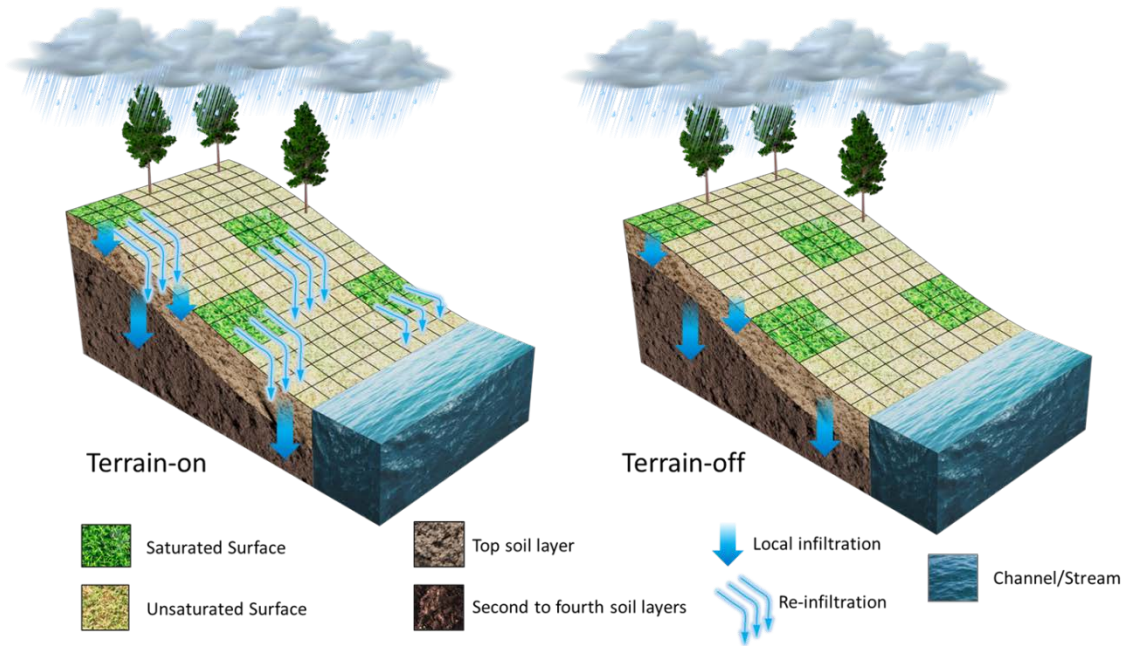 Terrain-on
Terrain-off
Saturated Surface
Unsaturated Surface
Top soil layer
Second to fourth soil layers
Local infiltration
Re-infiltration
Channel/Stream